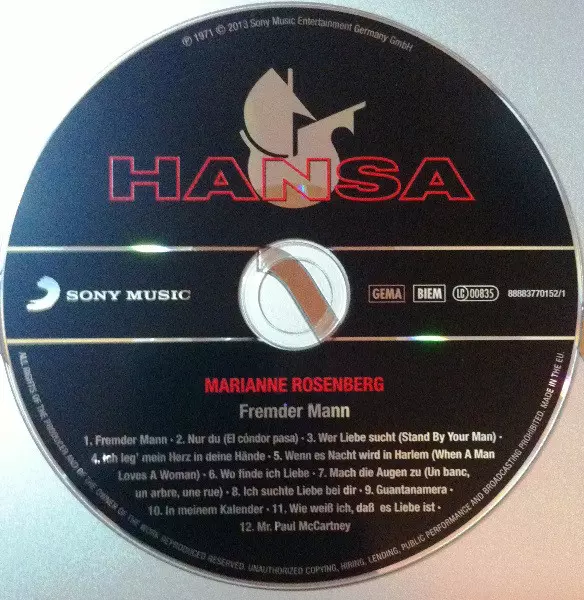 ℗ 1971 © 2013 Sony Music Entertainment Germany GmbH
HANSA
SONY MUSIC
GEMA BIEM LC 00835 88883770152/1
MARIANNE ROSENBERG
Fremder Mann
1. Fremder Mann · 2. Nur du (El cóndor pasa) · 3. Wer Liebe sucht (Stand By Your Man) ·
4. Ich leg' mein Herz in deine Hände · 5. Wenn es Nacht wird in Harlem (When A Man
Loves A Woman) · 6. Wo finde ich Liebe · 7. Mach die Augen zu (Un banc,
un arbre, une rue) · 8. Ich suchte Liebe bei dir · 9. Guantanamera ·
10. In meinem Kalender · 11. Wie weiß ich, daß es Liebe ist ·
12. Mr. Paul McCartney
ALL RIGHTS OF THE PRODUCER AND OF THE OWNER OF THE WORK REPRODUCED RESERVED. UNAUTHORIZED COPYING, HIRING, LENDING, PUBLIC PERFORMANCE AND BROADCASTING PROHIBITED. MADE IN THE EU.